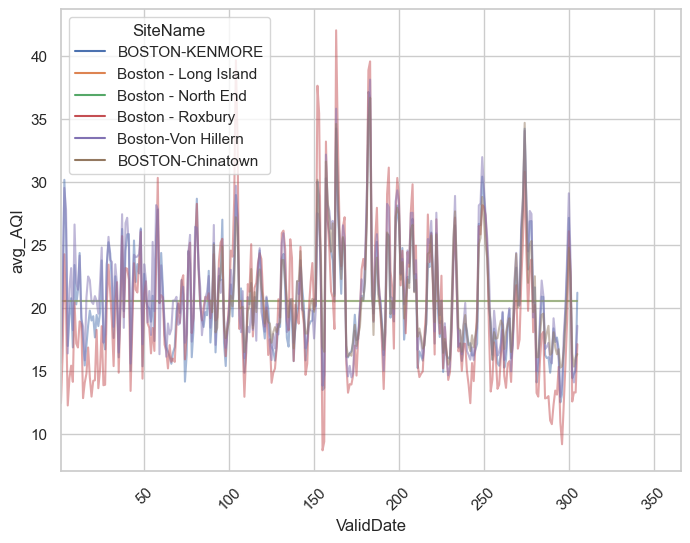 SiteName
BOSTON-KENMORE
Boston - Long Island
Boston - North End
Boston - Roxbury
Boston-Von Hillern
BOSTON-Chinatown
avg_AQI
40
35
30
25
20
15
10
50
100
150
200
250
300
350
ValidDate